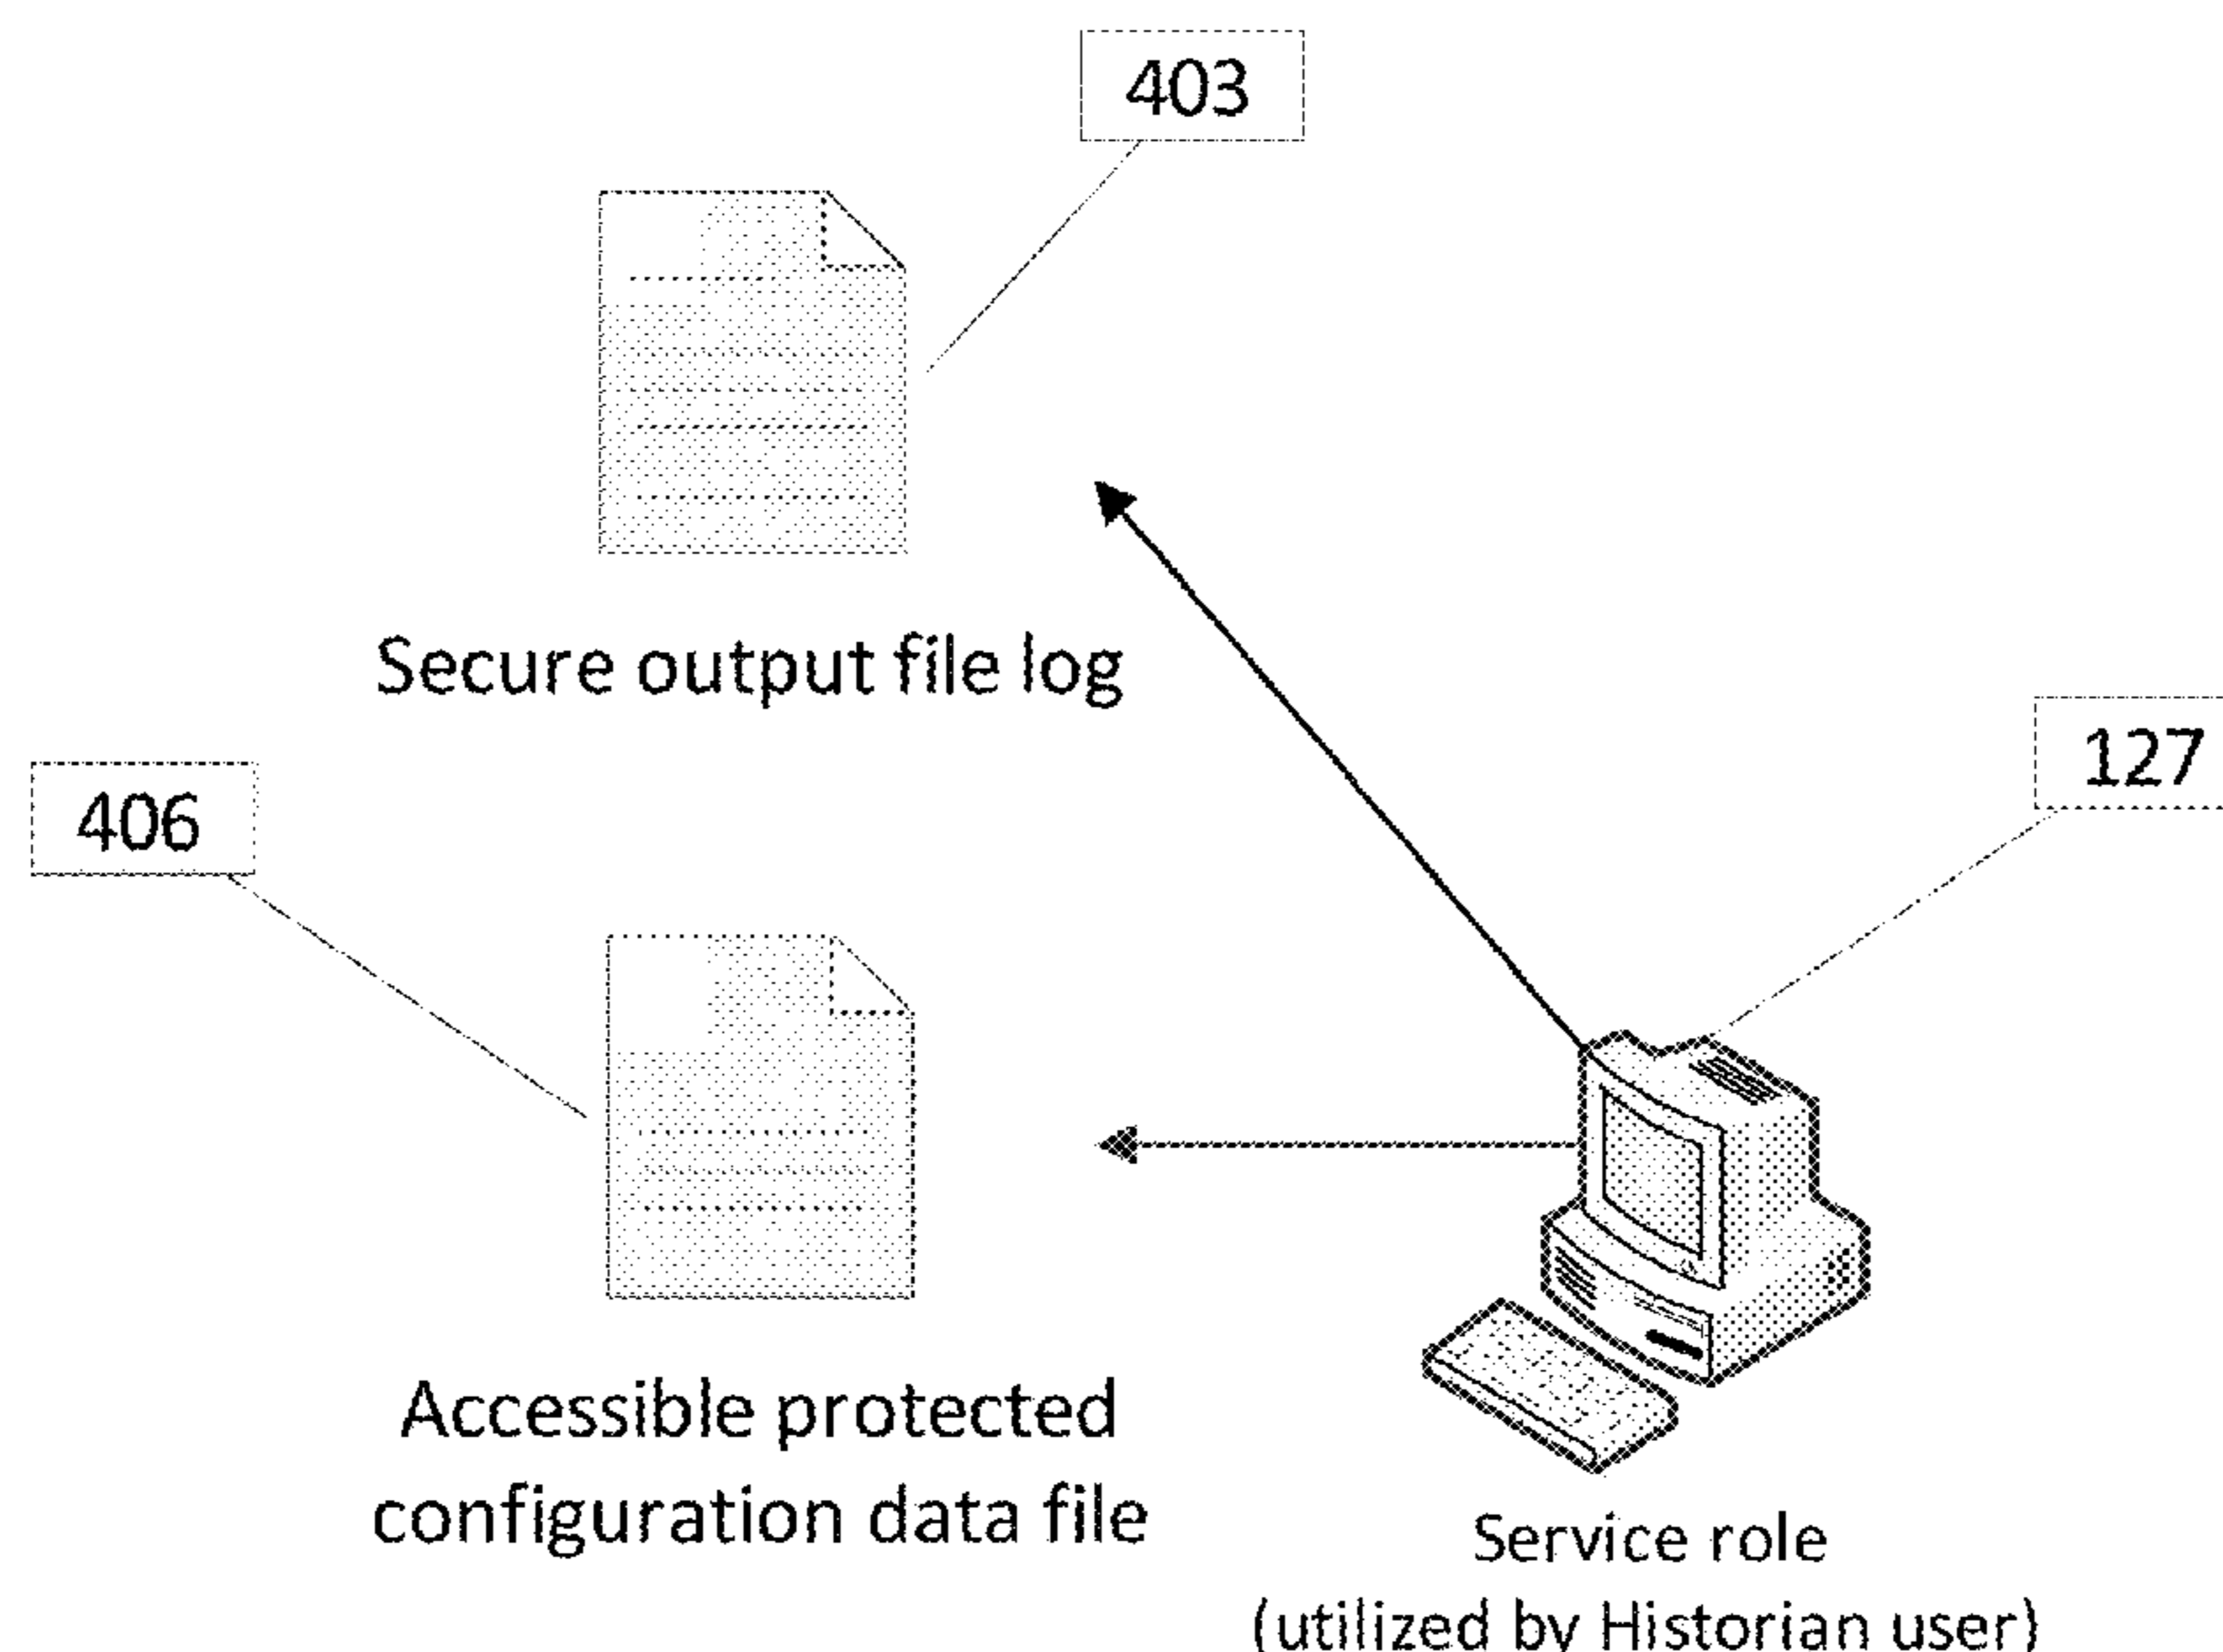 403
Secure output file log
127
406
Accessible protected
configuration data file
Service role
(utilized by Historian user)